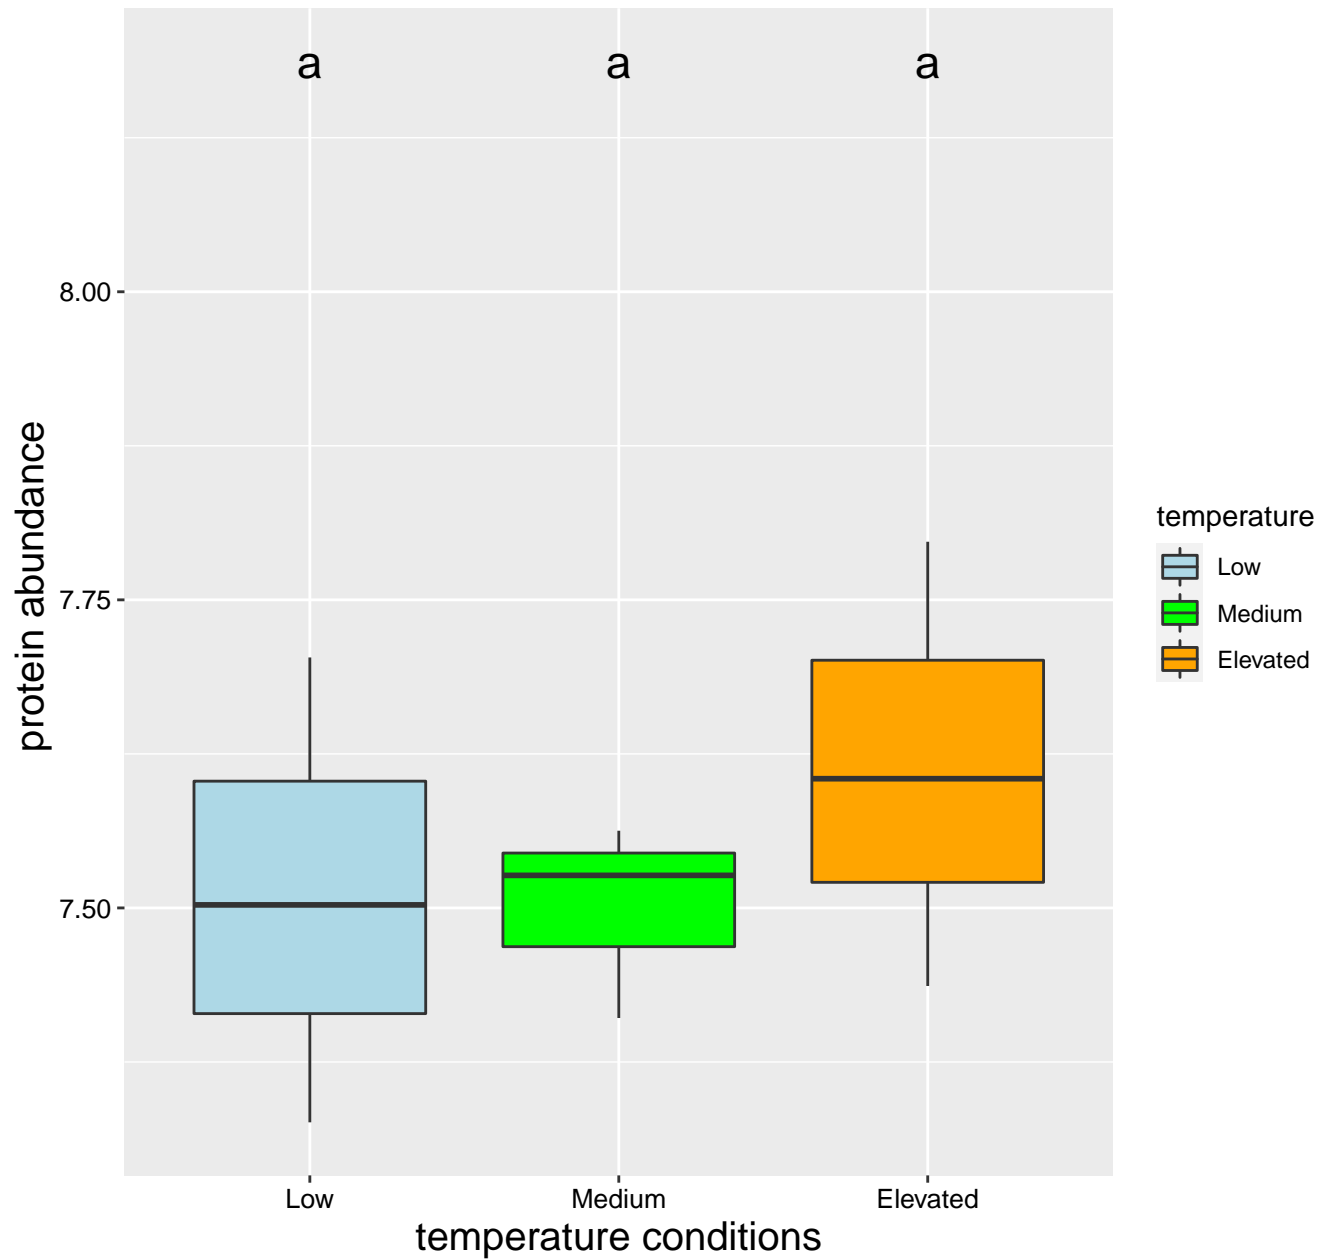 a a a
8.00
7.75
7.50
protein abundance
Low Medium Elevated
temperature conditions
temperature
Low
Medium
Elevated